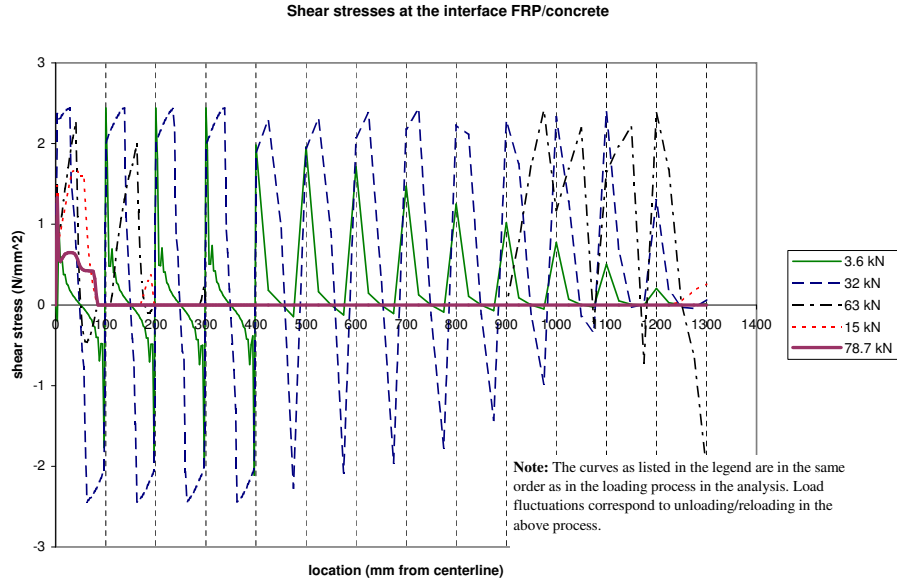 Shear stresses at the interface FRP/concrete
3
2
1
0
-1
-2
-3
shear stress (N/mm^2)
0 100 200 300 400 500 600 700 800 900 1000 1100 1200 1300 1400
location (mm from centerline)
3.6 kN
32 kN
63 kN
15 kN
78.7 kN
Note: The curves as listed in the legend are in the same
order as in the loading process in the analysis. Load
fluctuations correspond to unloading/reloading in the
above process.